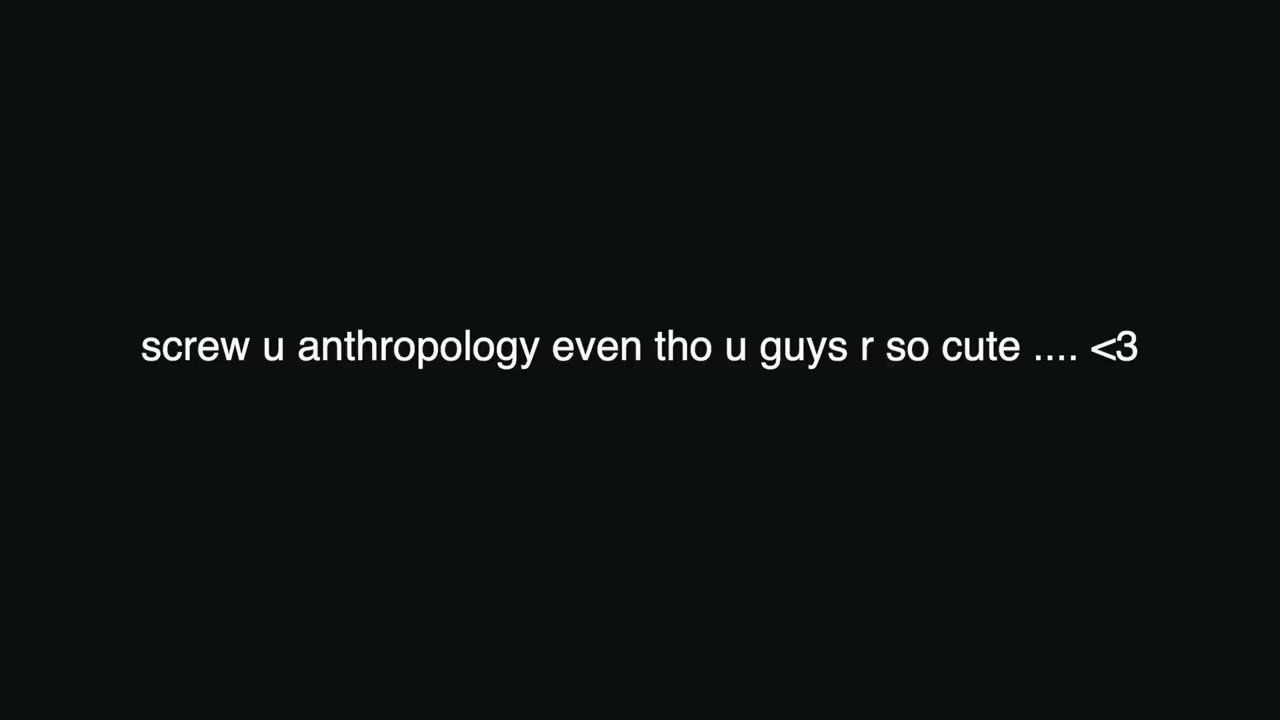 screw u anthropology even tho u guys r so cute .... <3